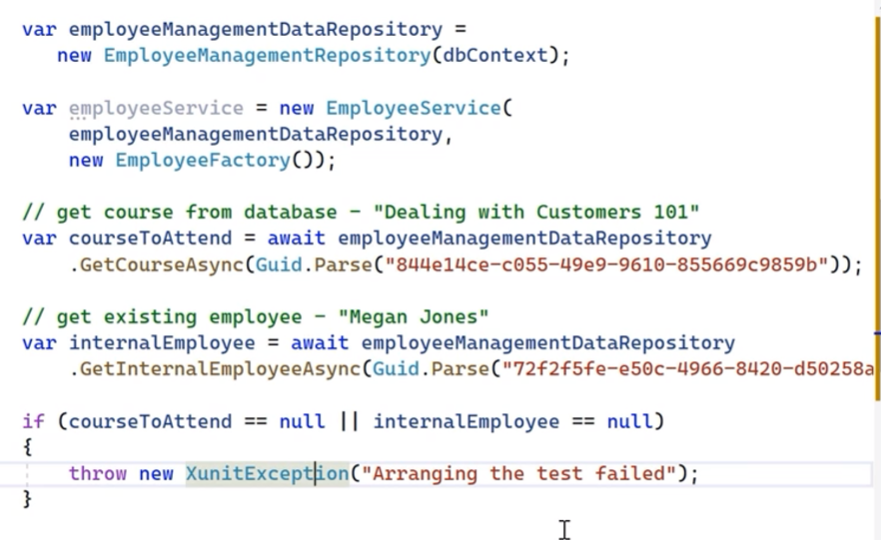 var employeeManagementDataRepository =
new EmployeeManagementRepository(dbContext);
var employeeService = new EmployeeService(
employeeManagementDataRepository,
new EmployeeFactory());
// get course from database - "Dealing with Customers 101"
var courseToAttend = await employeeManagementDataRepository
.GetCourseAsync(Guid.Parse("844e14ce-c055-49e9-9610-855669c9859b"));
// get existing employee - "Megan Jones"
var internalEmployee = await employeeManagementDataRepository
.GetInternalEmployeeAsync(Guid.Parse("72f2f5fe-e50c-4966-8420-d50258a
if (courseToAttend == null || internalEmployee == null)
{
throw new XunitException("Arranging the test failed");
}